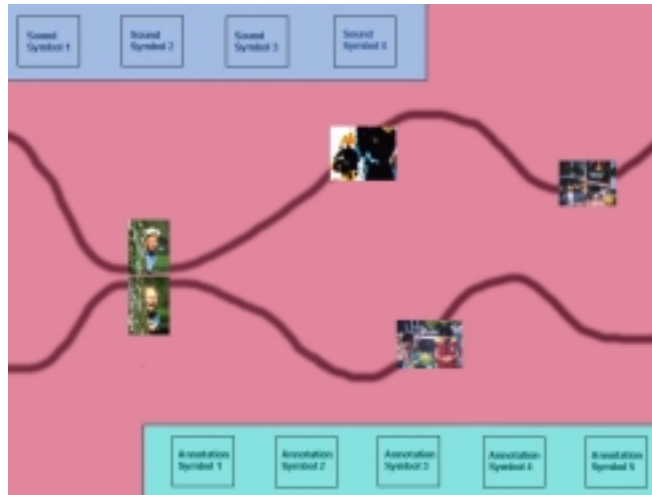 Sound
Symbol 1
Sound
Symbol 2
Sound
Symbol 3
Sound
Symbol 4
Annotation
Symbol 1
Annotation
Symbol 2
Annotation
Symbol 3
Annotation
Symbol 4
Annotation
Symbol 5